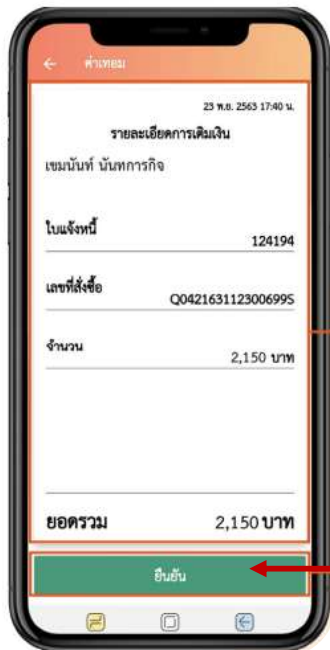 ค่าเทอม
23 พ.ย. 2563 17:40 น.
รายละเอียดการเติมเงิน
เขมนันท์ นันทการกิจ
ใบแจ้งหนี้
124194
เลขที่สั่งซื้อ
Q042163112300699S
จำนวน
2,150 บาท
ยอดรวม 2,150 บาท
ยืนยัน